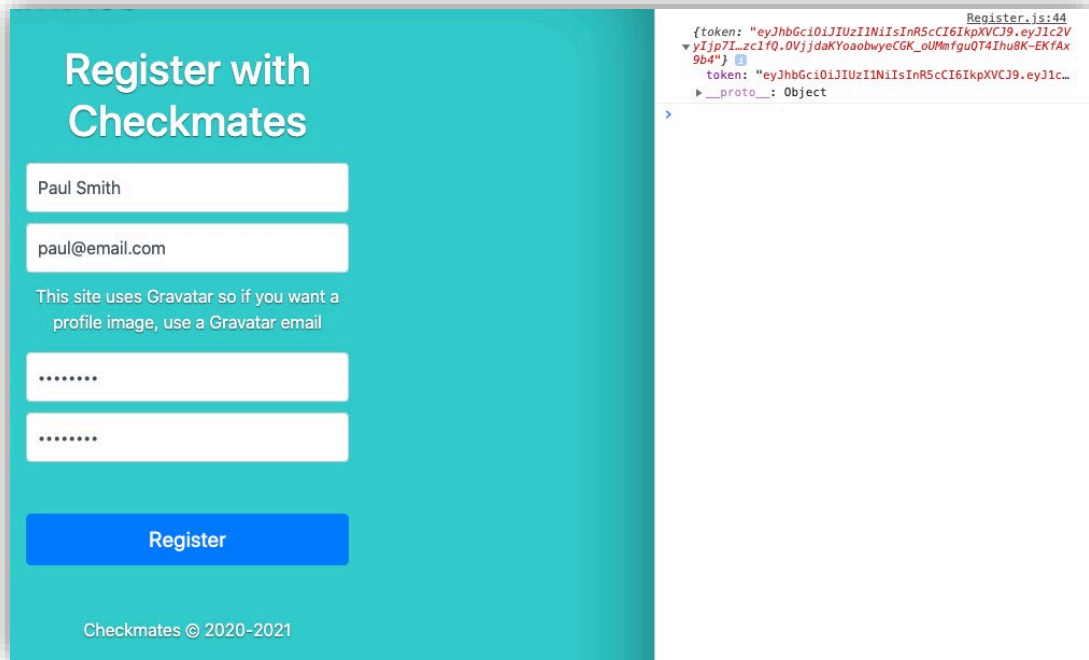 Register with
Checkmates
Paul Smith
paul@email.com
This site uses Gravatar so if you want a
profile image, use a Gravatar email
••••••••
••••••••
Register
Checkmates © 2020-2021
Register.js:44
{token: "eyJhbGciOiJIUzI1NiIsInR5cCI6IkpXVCJ9.eyJ1c2V
yIjp7I…zc1fQ.OVjjdaKYoaobwyeCGK_oUMmfguQT4Ihu8K-EKfAx
9b4"}
token: "eyJhbGciOiJIUzI1NiIsInR5cCI6IkpXVCJ9.eyJ1c…
__proto__: Object